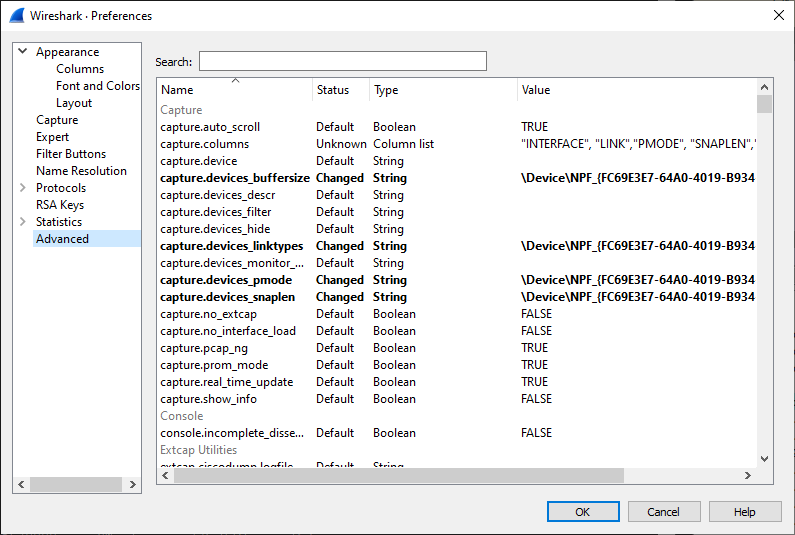 Wireshark · Preferences
Appearance
Columns
Font and Colors
Layout
Capture
Expert
Filter Buttons
Name Resolution
Protocols
RSA Keys
Statistics
Advanced
Search:
Name Status Type Value
Capture
capture.auto_scroll Default Boolean TRUE
capture.columns Unknown Column list "INTERFACE", "LINK","PMODE", "SNAPLEN","
capture.device Default String
capture.devices_buffersize Changed String \Device\NPF_{FC69E3E7-64A0-4019-B934
capture.devices_descr Default String
capture.devices_filter Default String
capture.devices_hide Default String
capture.devices_linktypes Changed String \Device\NPF_{FC69E3E7-64A0-4019-B934
capture.devices_monitor_... Default String
capture.devices_pmode Changed String \Device\NPF_{FC69E3E7-64A0-4019-B934
capture.devices_snaplen Changed String \Device\NPF_{FC69E3E7-64A0-4019-B934
capture.no_extcap Default Boolean FALSE
capture.no_interface_load Default Boolean FALSE
capture.pcap_ng Default Boolean TRUE
capture.prom_mode Default Boolean TRUE
capture.real_time_update Default Boolean TRUE
capture.show_info Default Boolean FALSE
Console
console.incomplete_disse... Default Boolean FALSE
Extcap Utilities
extcap.ciscodump.logfile Default String
OK Cancel Help